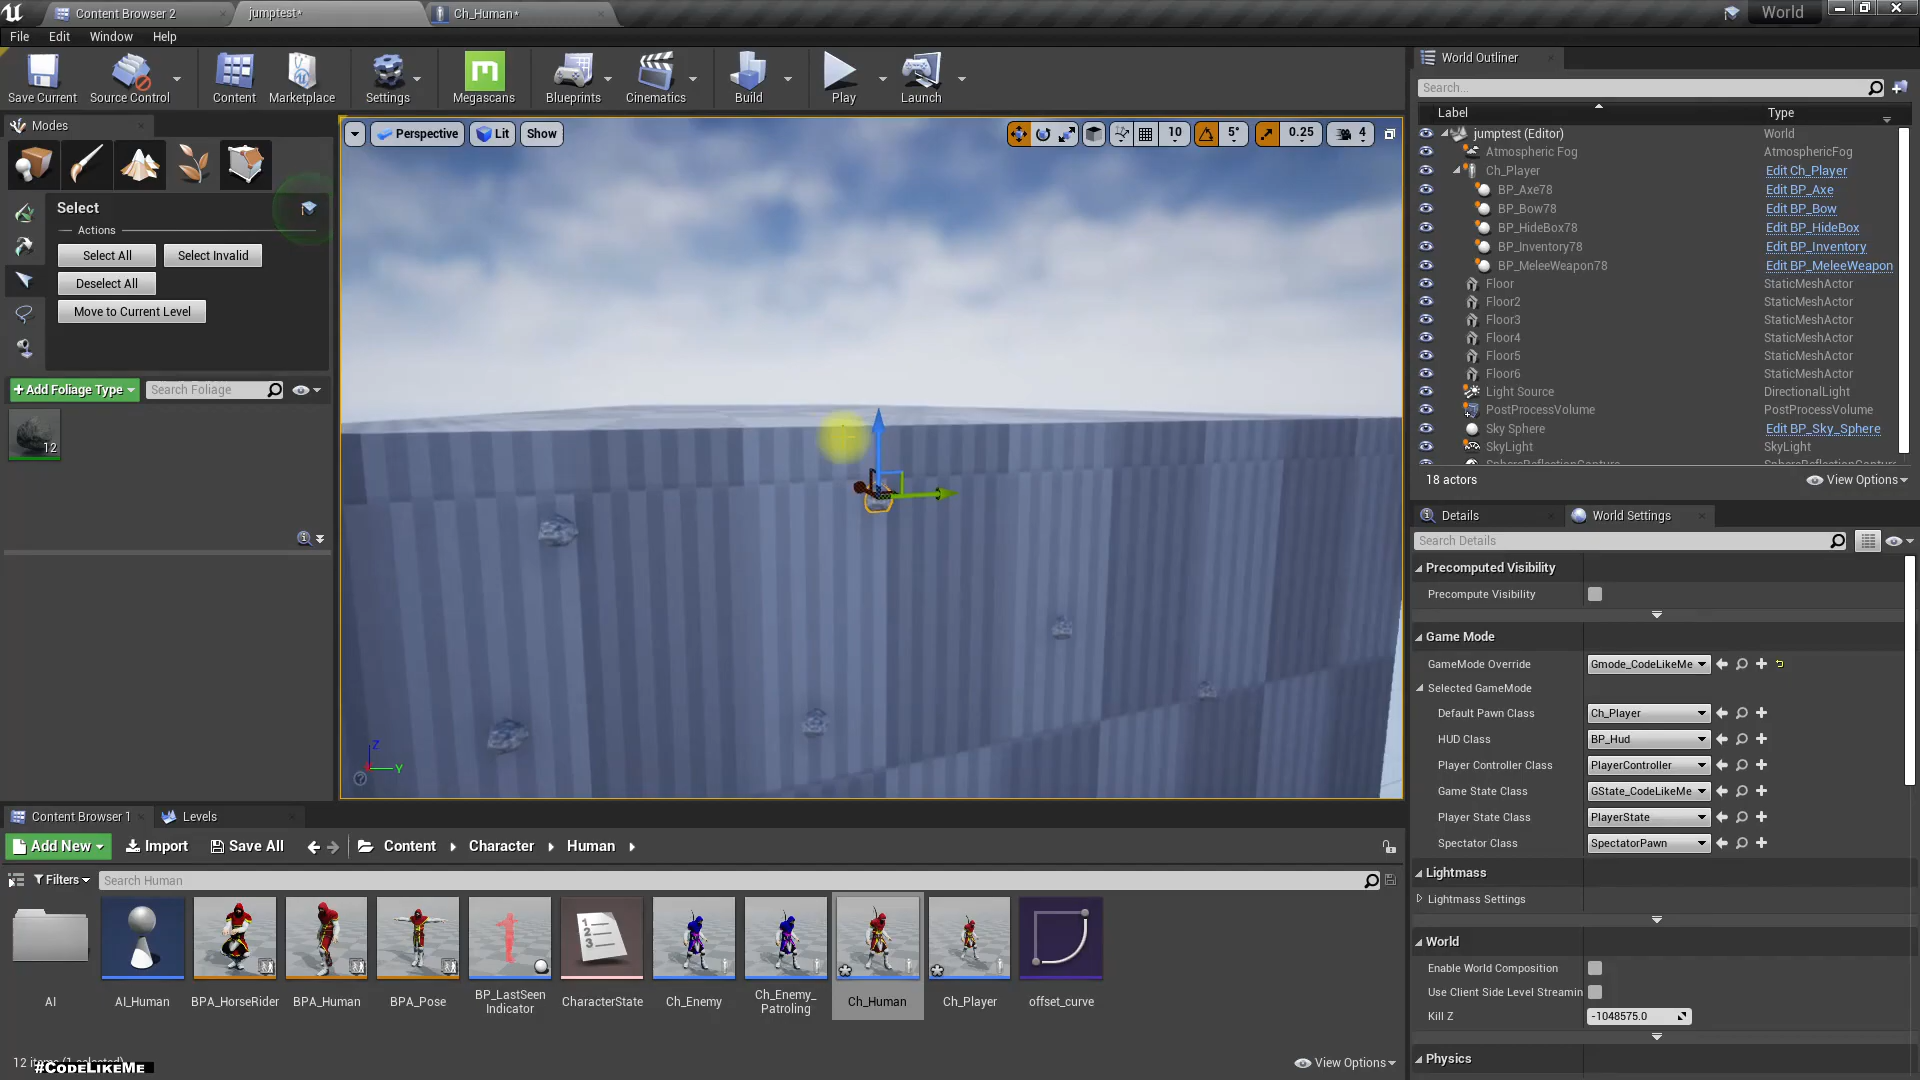 Content Browser 2
jumptest*
Ch_Human*
World
File
Edit
Window
Help
Save Current
Source Control
Content
Marketplace
Settings
Megascans
Blueprints
Cinematics
Build
Play
Launch
Modes
Select
Actions
Select All
Select Invalid
Deselect All
Move to Current Level
Add Foliage Type
Search Foliage
12
Perspective
Lit
Show
10
5°
0.25
4
Z
Y
World Outliner
Search...
Label
Type
jumptest (Editor)
World
Atmospheric Fog
AtmosphericFog
Ch_Player
Edit Ch_Player
BP_Axe78
Edit BP_Axe
BP_Bow78
Edit BP_Bow
BP_HideBox78
Edit BP_HideBox
BP_Inventory78
Edit BP_Inventory
BP_MeleeWeapon78
Edit BP_MeleeWeapon
Floor
StaticMeshActor
Floor2
StaticMeshActor
Floor3
StaticMeshActor
Floor4
StaticMeshActor
Floor5
StaticMeshActor
Floor6
StaticMeshActor
Light Source
DirectionalLight
PostProcessVolume
PostProcessVolume
Sky Sphere
Edit BP_Sky_Sphere
SkyLight
SkyLight
18 actors
View Options
Details
World Settings
Search Details
Precomputed Visibility
Precompute Visibility
Game Mode
GameMode Override
Gmode_CodeLikeMe
Selected GameMode
Default Pawn Class
Ch_Player
HUD Class
BP_Hud
Player Controller Class
PlayerController
Game State Class
GState_CodeLikeMe
Player State Class
PlayerState
Spectator Class
SpectatorPawn
Lightmass
Lightmass Settings
World
Enable World Composition
Use Client Side Level Streamin
Kill Z
-1048575.0
Physics
Content Browser 1
Levels
Add New
Import
Save All
Content
Character
Human
Filters
Search Human
AI
AI_Human
BPA_HorseRider
BPA_Human
BPA_Pose
BP_LastSeen
Indicator
CharacterState
Ch_Enemy
Ch_Enemy_
Patroling
Ch_Human
Ch_Player
offset_curve
12 items (1 selected)
View Options
#CodeLikeMe